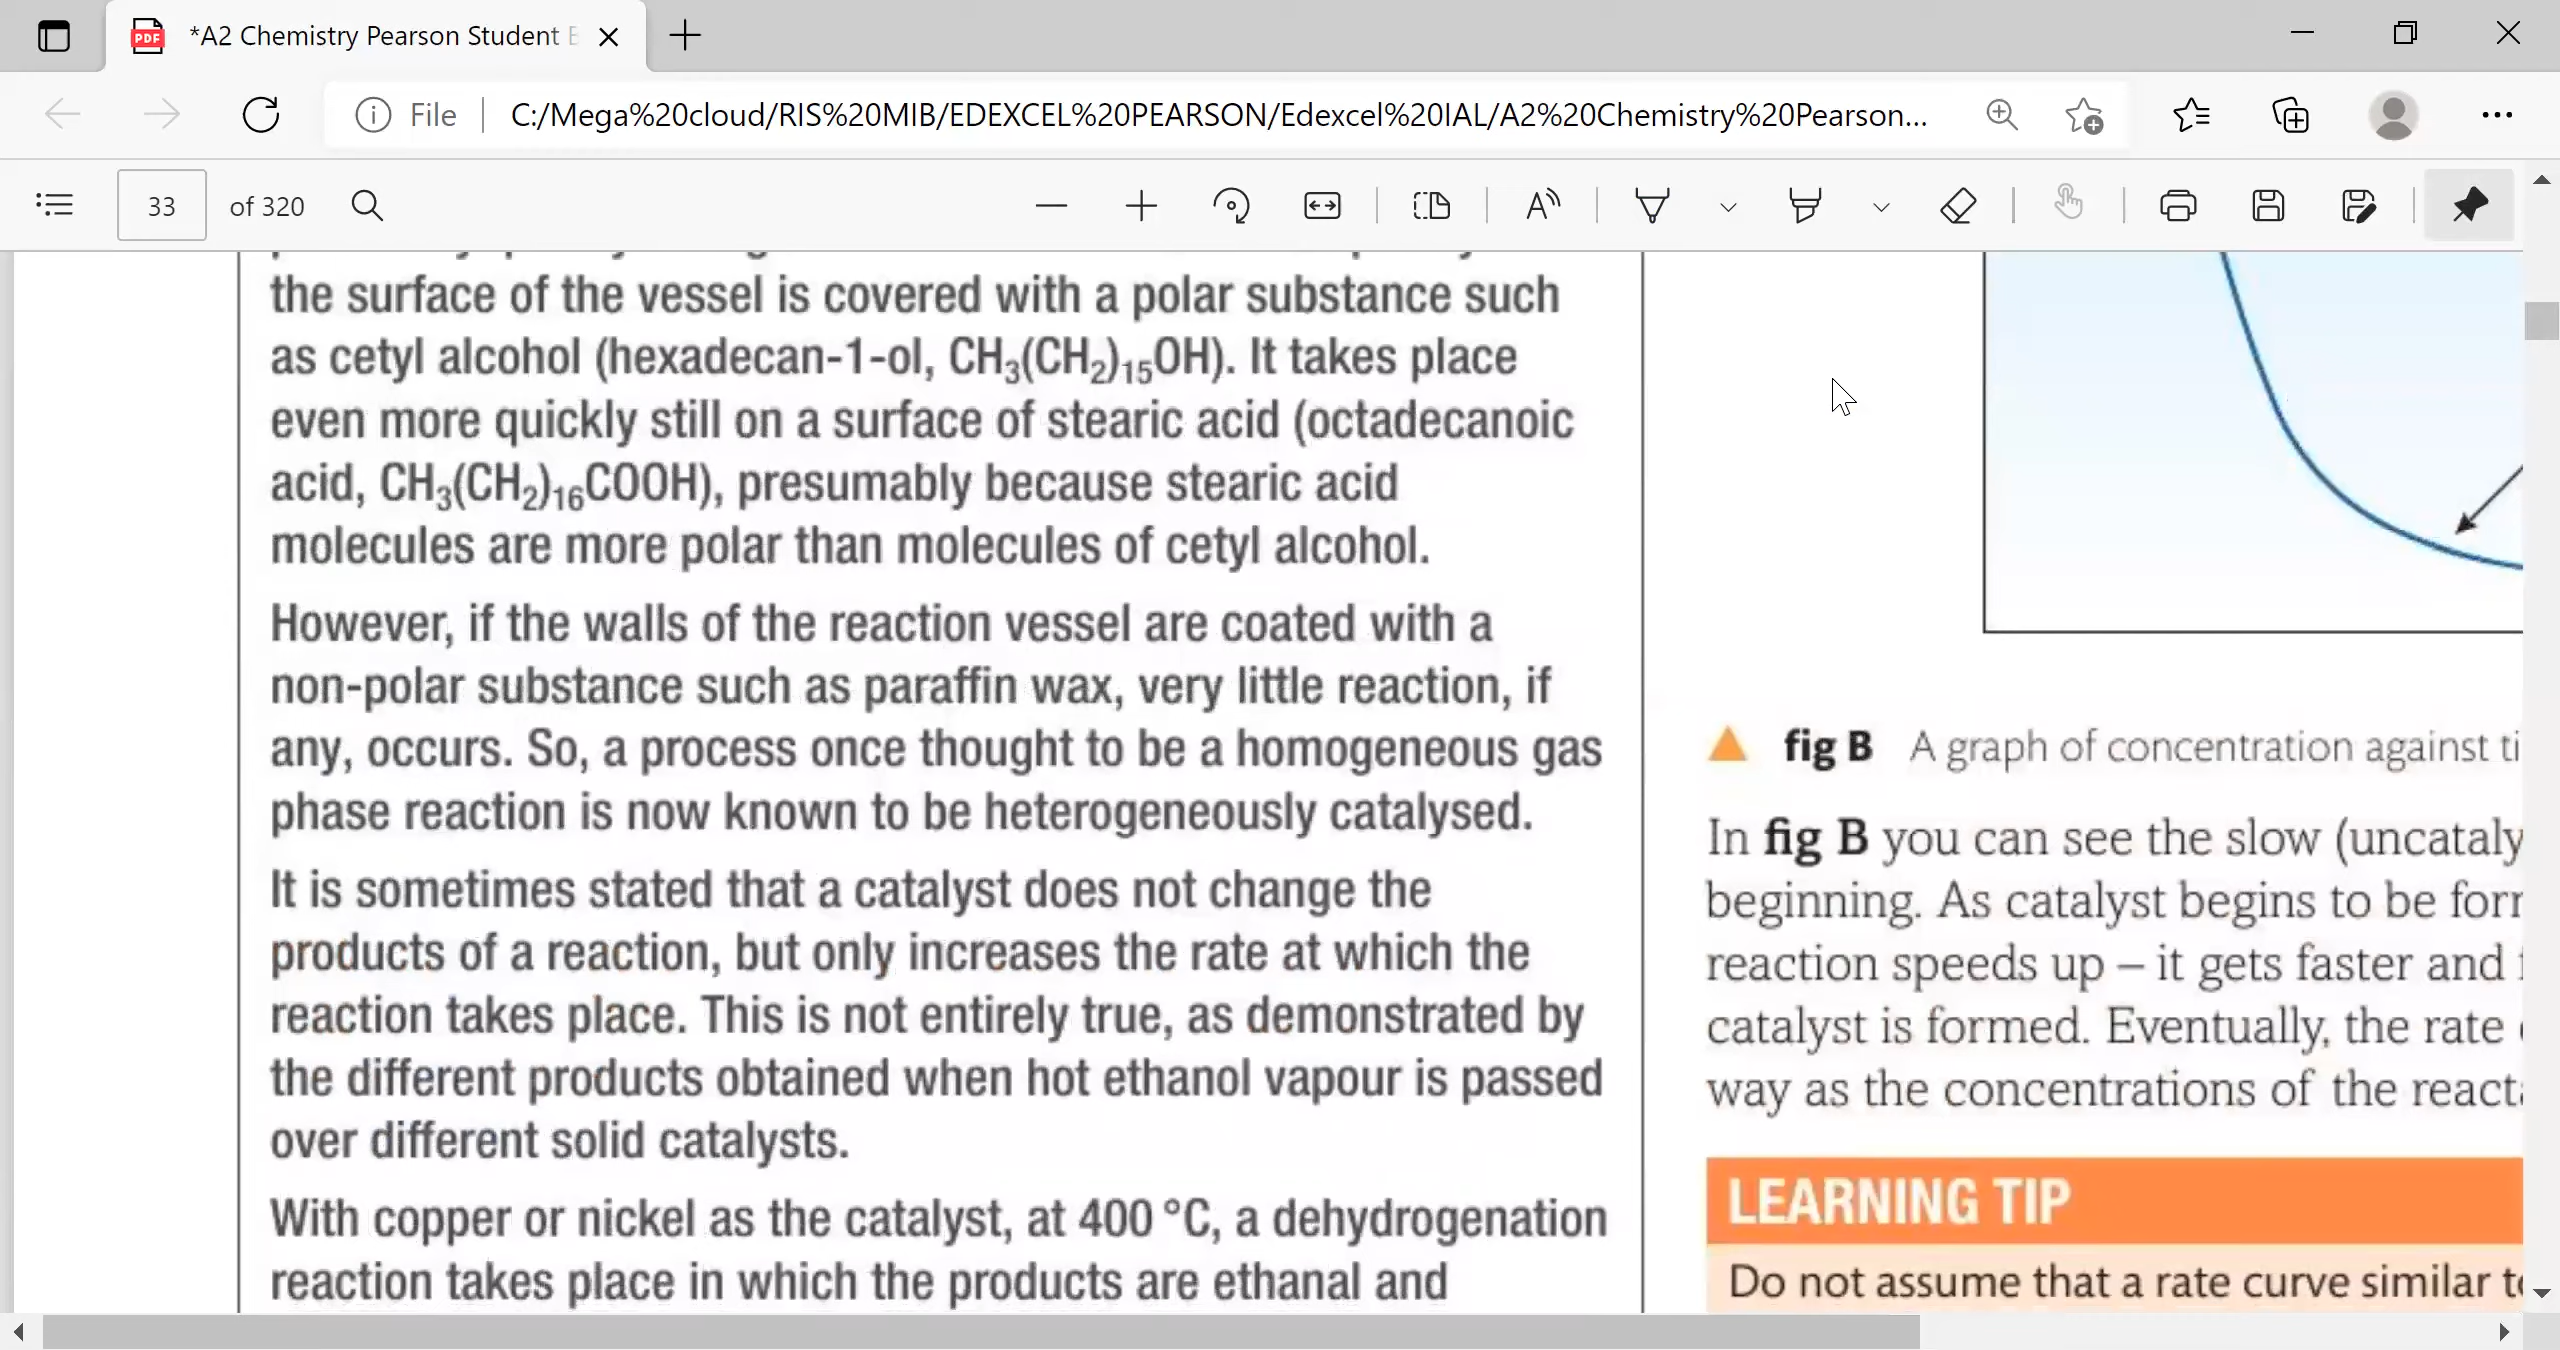 *A2 Chemistry Pearson Student
File
C:/Mega%20cloud/RIS%20MIB/EDEXCEL%20PEARSON/Edexcel%20IAL/A2%20Chemistry%20Pearson...
33 of 320
the surface of the vessel is covered with a polar substance such
as cetyl alcohol (hexadecan-1-ol, CH₃(CH₂)₁₅OH). It takes place
even more quickly still on a surface of stearic acid (octadecanoic
acid, CH₃(CH₂)₁₆COOH), presumably because stearic acid
molecules are more polar than molecules of cetyl alcohol.
However, if the walls of the reaction vessel are coated with a
non-polar substance such as paraffin wax, very little reaction, if
any, occurs. So, a process once thought to be a homogeneous gas
phase reaction is now known to be heterogeneously catalysed.
It is sometimes stated that a catalyst does not change the
products of a reaction, but only increases the rate at which the
reaction takes place. This is not entirely true, as demonstrated by
the different products obtained when hot ethanol vapour is passed
over different solid catalysts.
With copper or nickel as the catalyst, at 400 °C, a dehydrogenation
reaction takes place in which the products are ethanal and
fig B A graph of concentration against ti
In fig B you can see the slow (uncataly
beginning. As catalyst begins to be for
reaction speeds up – it gets faster and
catalyst is formed. Eventually, the rate
way as the concentrations of the react
LEARNING TIP
Do not assume that a rate curve similar t